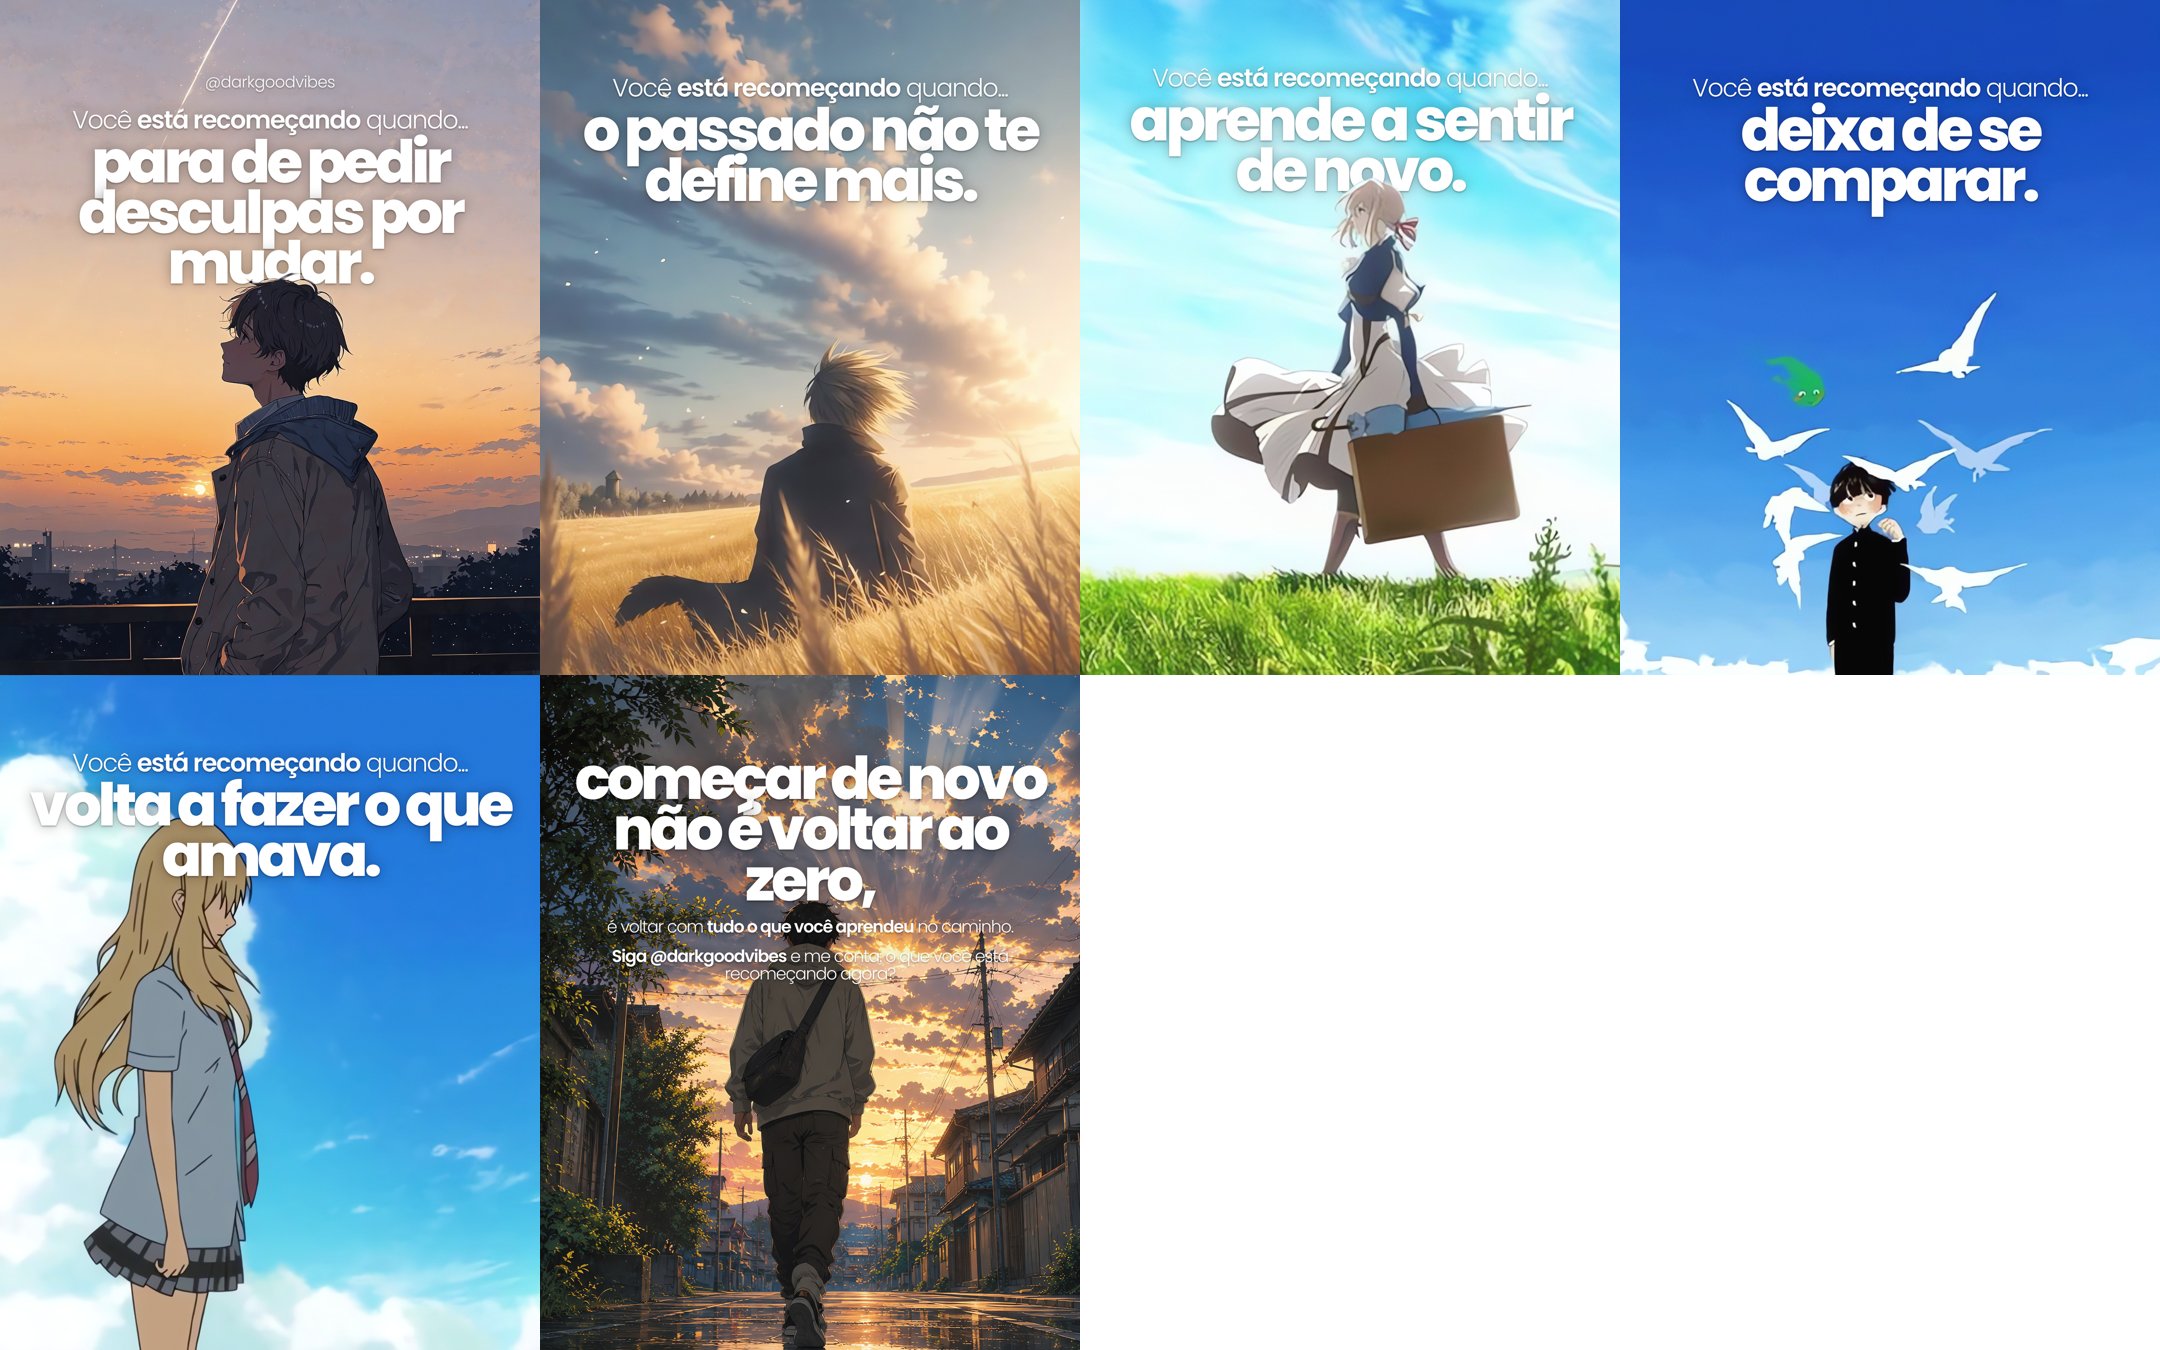 @darkgoodvibes
Você está recomeçando quando...
para de pedir
desculpas por
mudar.
Você está recomeçando quando...
o passado não te
define mais.
Você está recomeçando quando...
aprende a sentir
de novo.
Você está recomeçando quando...
deixa de se
comparar.
Você está recomeçando quando...
volta a fazer o que
amava.
começar de novo
não é voltar ao
zero,
é voltar com tudo o que você aprendeu no caminho.
Siga @darkgoodvibes e me conta: o que você está
recomeçando agora?